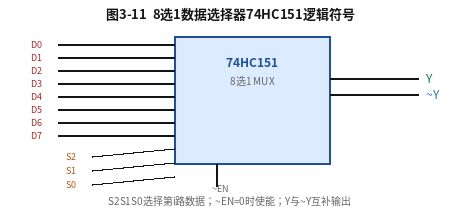 图3-11 8选1数据选择器74HC151逻辑符号
D0
D1
D2
D3
D4
D5
D6
D7
S2
S1
S0
74HC151
8选1 MUX
Y
~Y
~EN
S2S1S0选择第i路数据；~EN=0时使能；Y与~Y互补输出